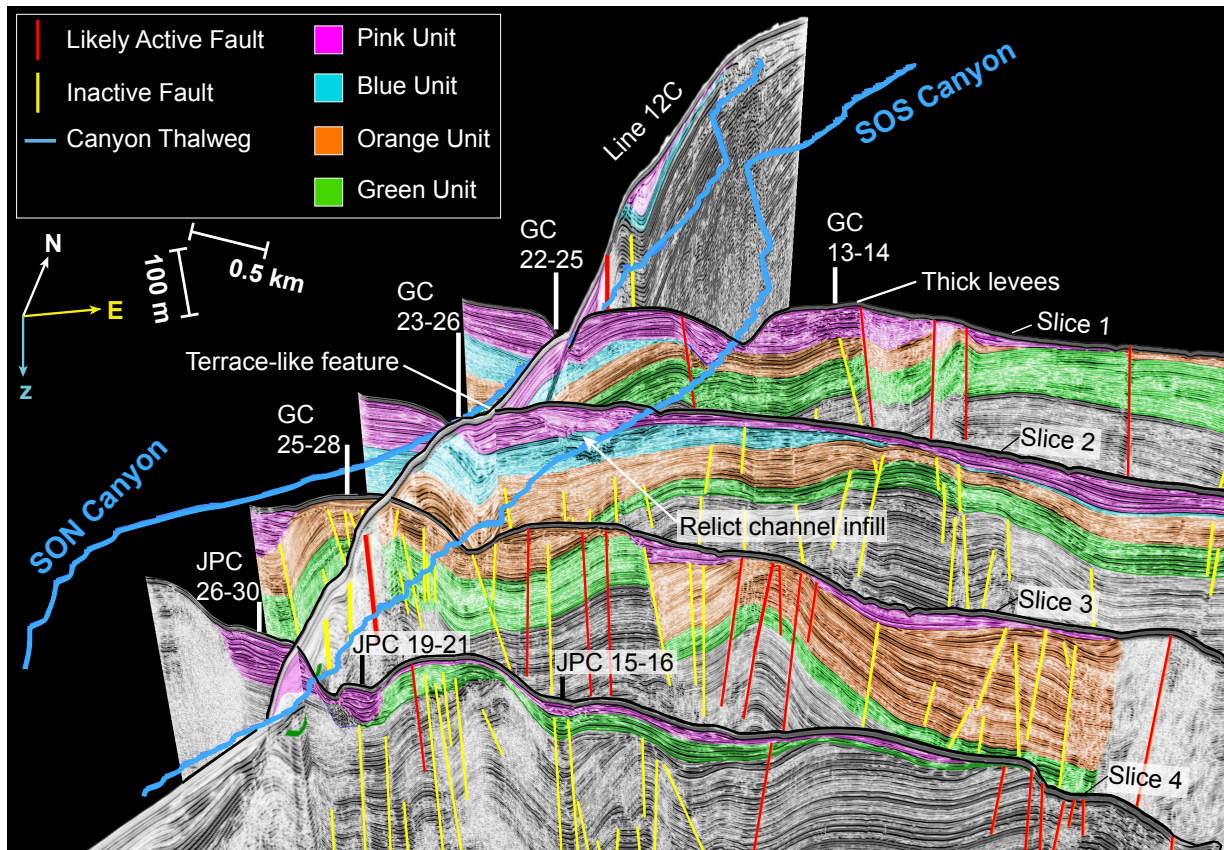 Likely Active Fault
Inactive Fault
Canyon Thalweg
Pink Unit
Blue Unit
Orange Unit
Green Unit
Line 12C
SOS Canyon
N
E
z
100 m
0.5 km
GC
22-25
GC
13-14
GC
23-26
Thick levees
Slice 1
Terrace-like feature
GC
25-28
Slice 2
SON Canyon
Relict channel infill
JPC
26-30
Slice 3
JPC 19-21
JPC 15-16
Slice 4